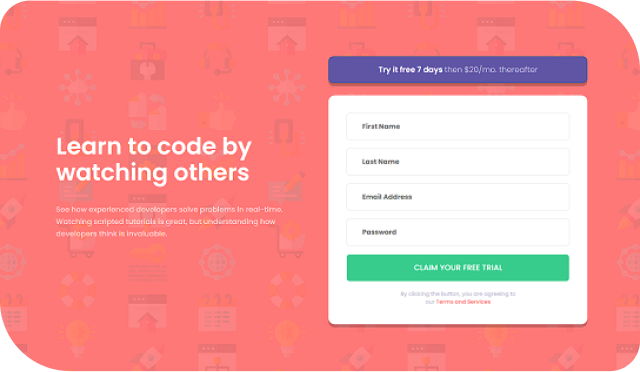 Learn to code by
watching others
See how experienced developers solve problems in real-time.
Watching scripted tutorials is great, but understanding how
developers think is invaluable.
Try it free 7 days then $20/mo. thereafter
First Name
Last Name
Email Address
Password
CLAIM YOUR FREE TRIAL
By clicking the button, you are agreeing to
our Terms and Services